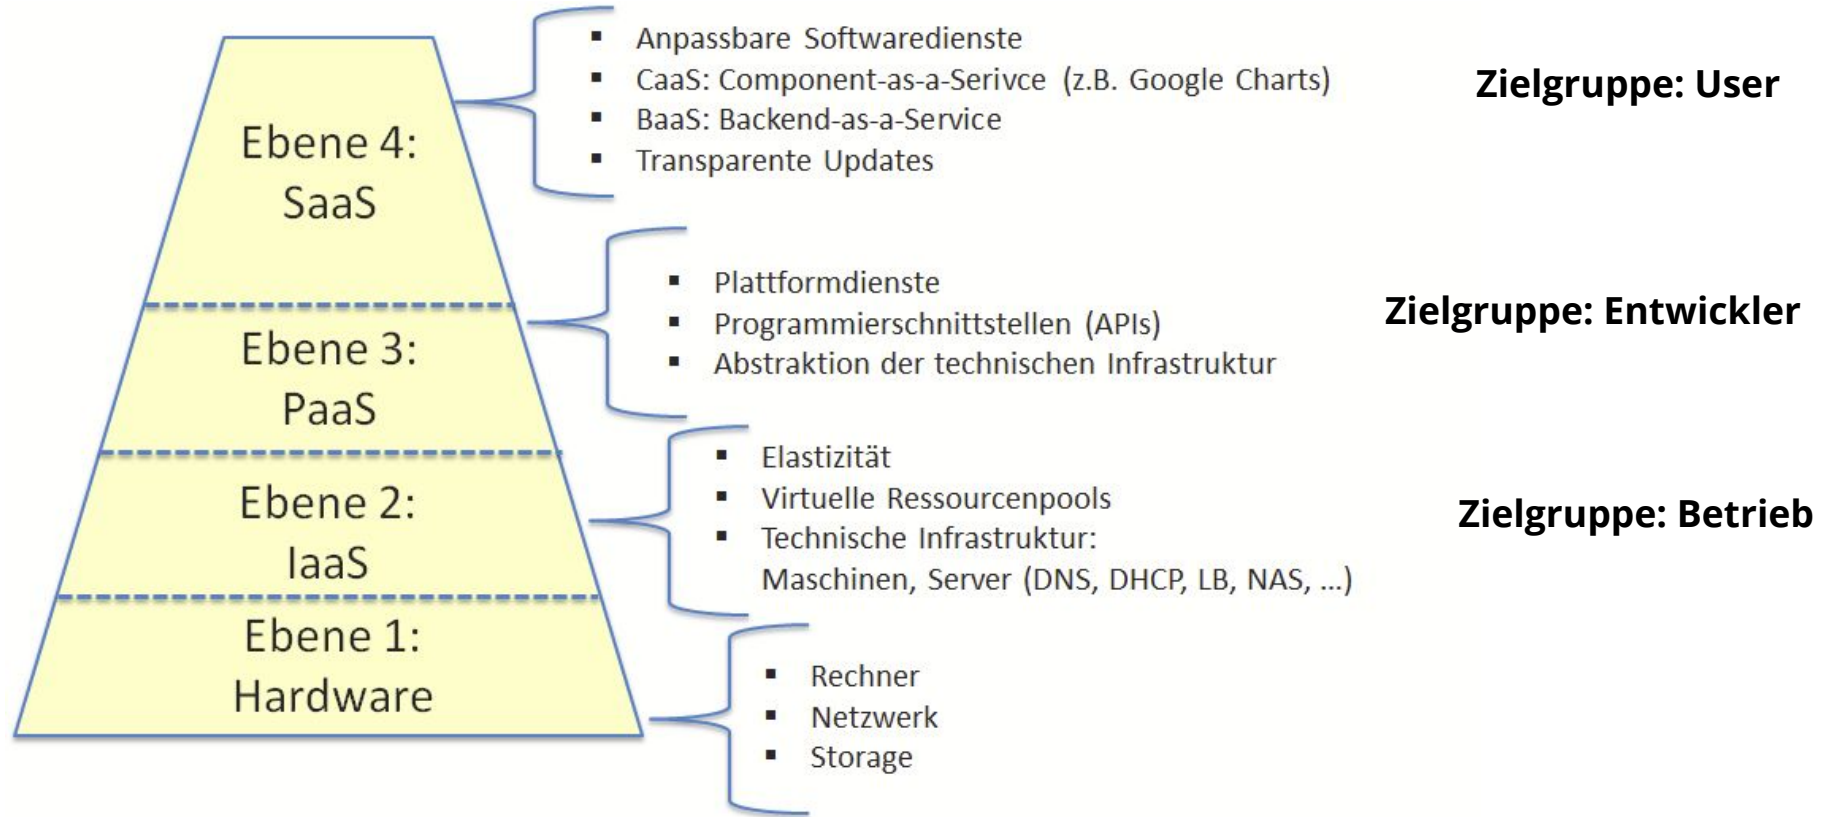 Ebene 4:
SaaS
▪ Anpassbare Softwaredienste
▪ CaaS: Component-as-a-Serivce (z.B. Google Charts)
▪ BaaS: Backend-as-a-Service
▪ Transparente Updates
Zielgruppe: User
Ebene 3:
PaaS
▪ Plattformdienste
▪ Programmierschnittstellen (APIs)
▪ Abstraktion der technischen Infrastruktur
Zielgruppe: Entwickler
Ebene 2:
IaaS
▪ Elastizität
▪ Virtuelle Ressourcenpools
▪ Technische Infrastruktur:
Maschinen, Server (DNS, DHCP, LB, NAS, ...)
Zielgruppe: Betrieb
Ebene 1:
Hardware
▪ Rechner
▪ Netzwerk
▪ Storage